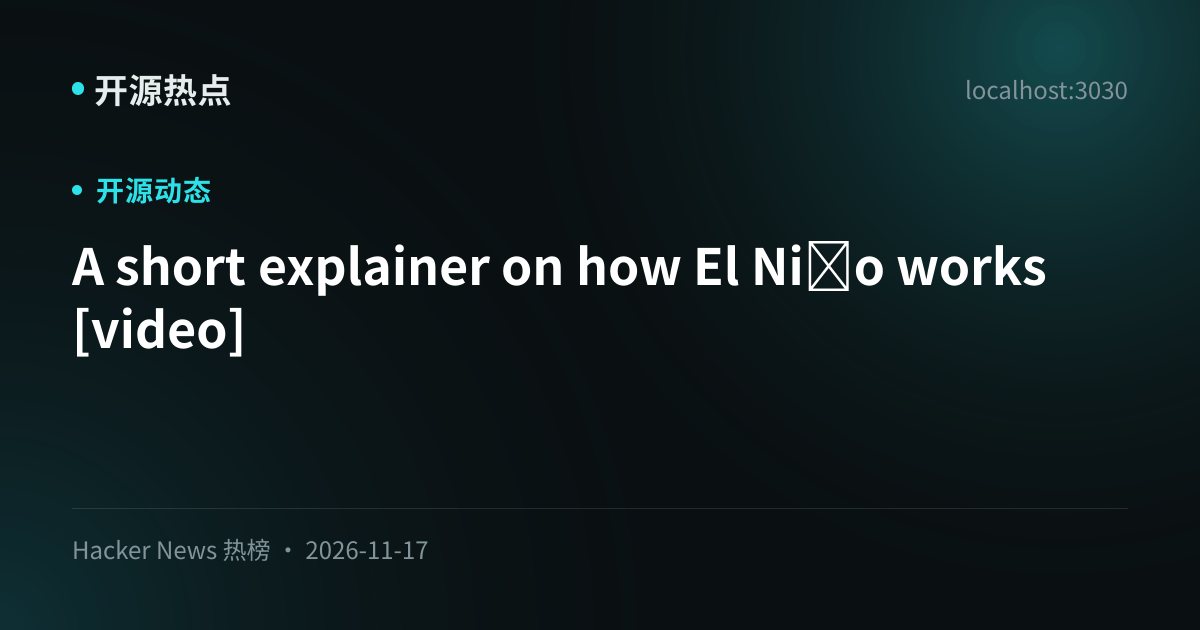 开源热点
localhost:3030
开源动态
A short explainer on how El Ni☒o works
[video]
Hacker News 热榜 · 2026-11-17